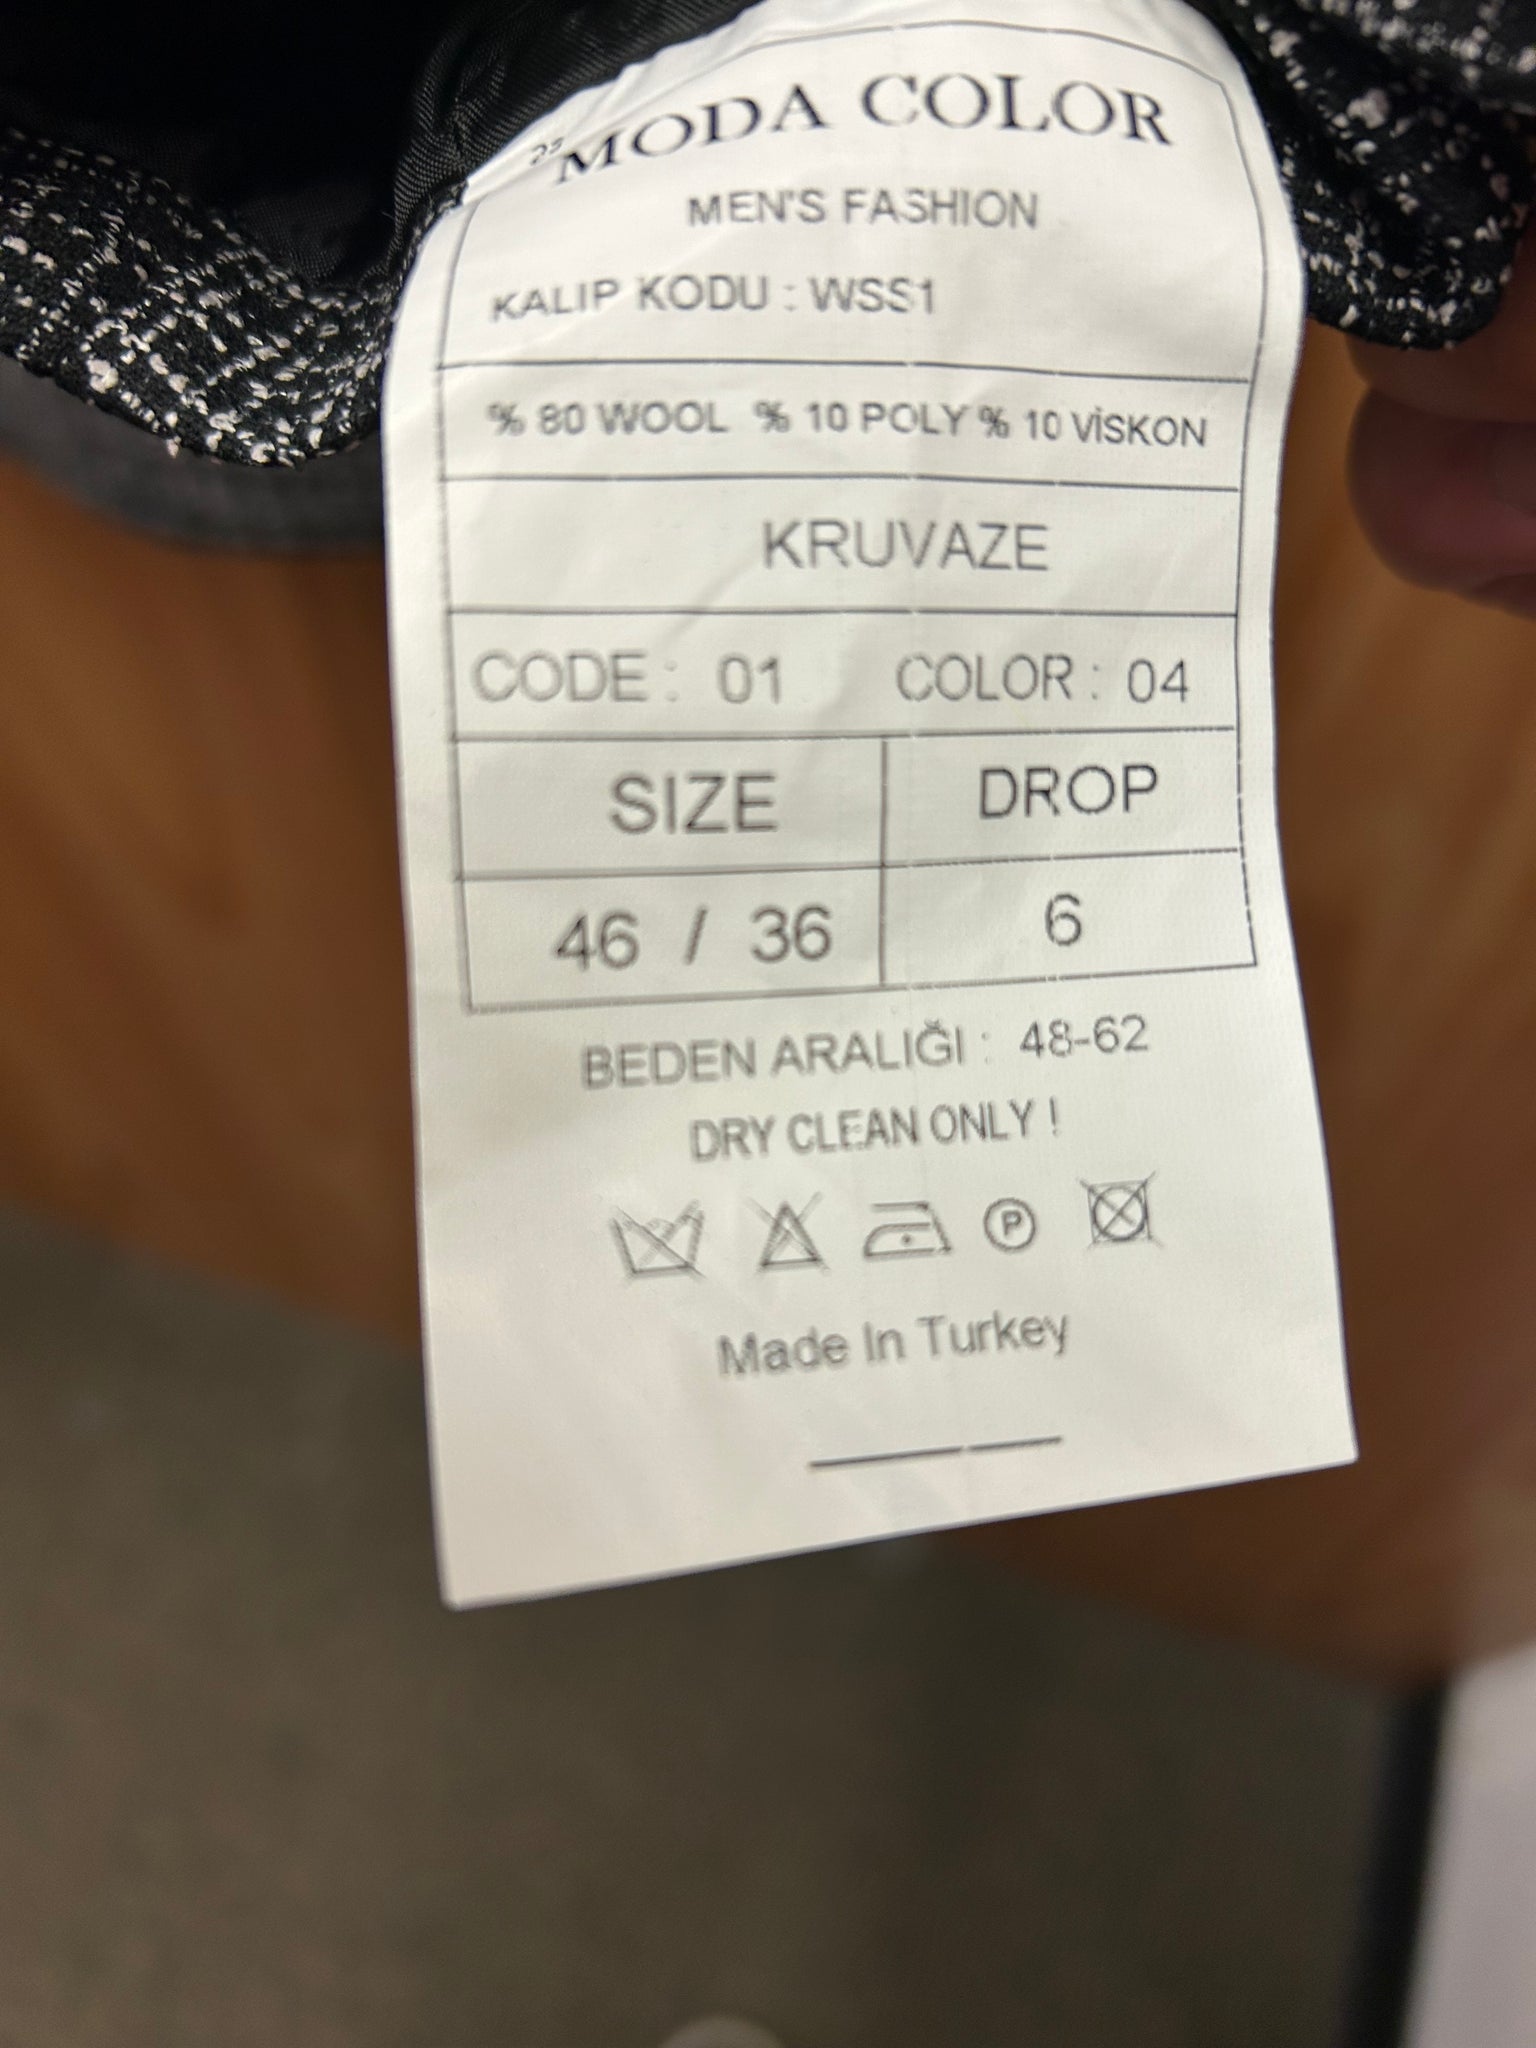 MODA COLOR
MEN'S FASHION
KALIP KODU : WSS1
% 80 WOOL % 10 POLY % 10 VİSKON
KRUVAZE
CODE : 01 COLOR : 04
SIZE DROP
46 / 36 6
BEDEN ARALIĞI : 48-62
DRY CLEAN ONLY !
P
Made In Turkey